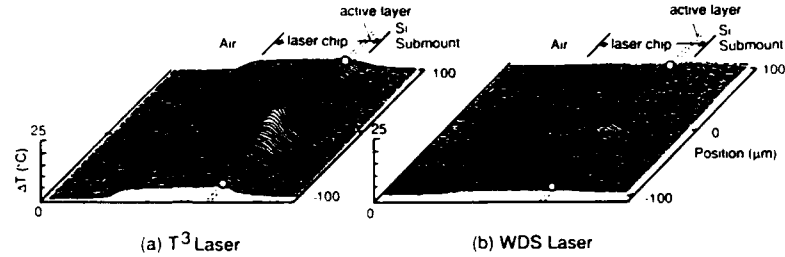 active layer
Si
Air laser chip Submount
100
25
ΔT (°C)
0
-100
(a) T³ Laser
active layer
Si
Air laser chip Submount
100
25
0
Position (μm)
0
-100
(b) WDS Laser